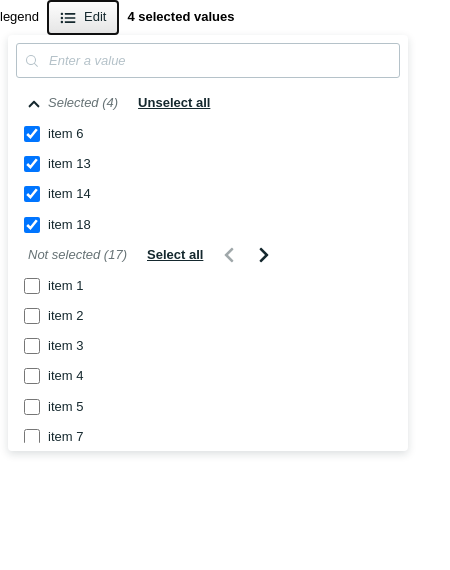 legend Edit 4 selected values
Enter a value
Selected (4) Unselect all
item 6
item 13
item 14
item 18
Not selected (17) Select all
item 1
item 2
item 3
item 4
item 5
item 7